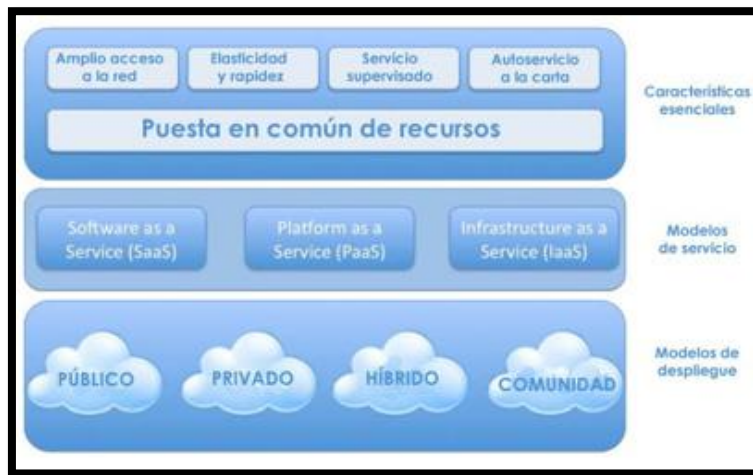 Amplio acceso
a la red
Elasticidad
y rapidez
Servicio
supervisado
Autoservicio
a la carta
Puesta en común de recursos
Características
esenciales
Software as a
Service (SaaS)
Platform as a
Service (PaaS)
Infrastructure as a
Service (IaaS)
Modelos
de servicio
PÚBLICO
PRIVADO
HÍBRIDO
COMUNIDAD
Modelos de
despliegue